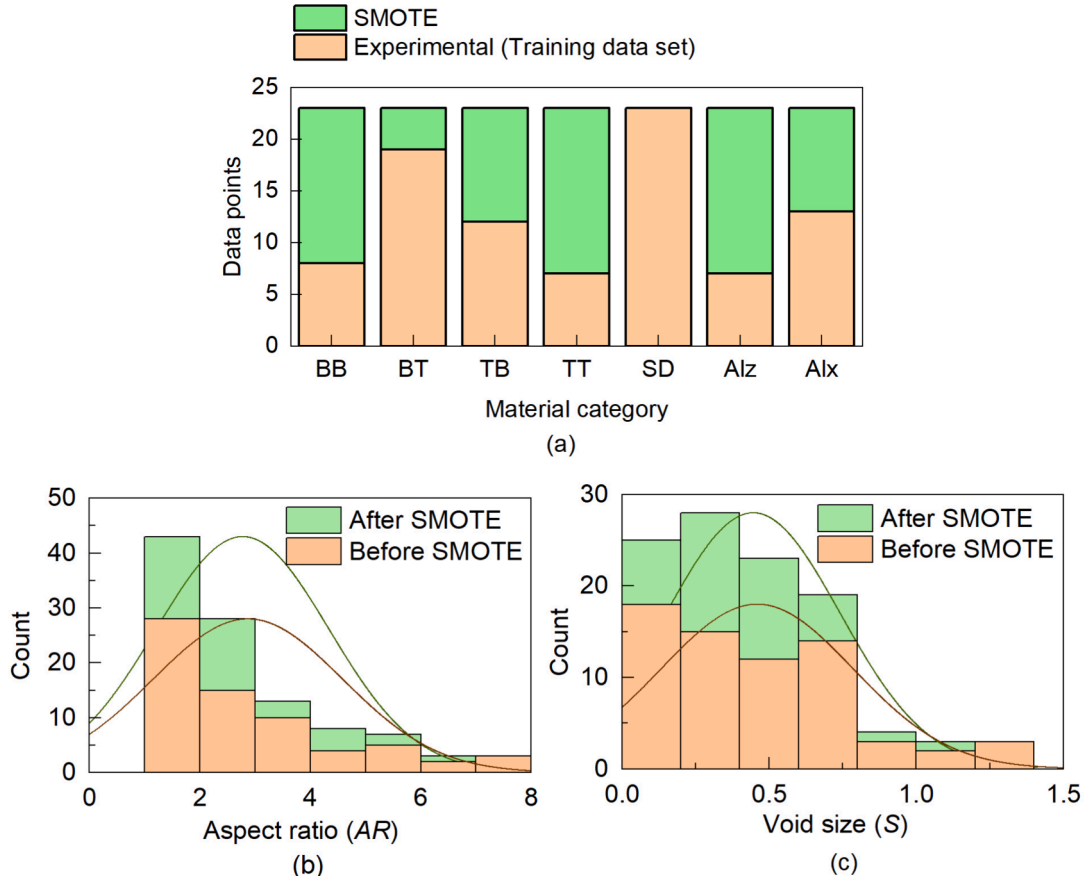 SMOTE
Experimental (Training data set)
25
20
15
10
5
0
Data points
BB BT TB TT SD Alz Alx
Material category
(a)
50
40
30
20
10
0
Count
After SMOTE
Before SMOTE
0 2 4 6 8
Aspect ratio (AR)
(b)
30
20
10
0
Count
After SMOTE
Before SMOTE
0.0 0.5 1.0 1.5
Void size (S)
(c)